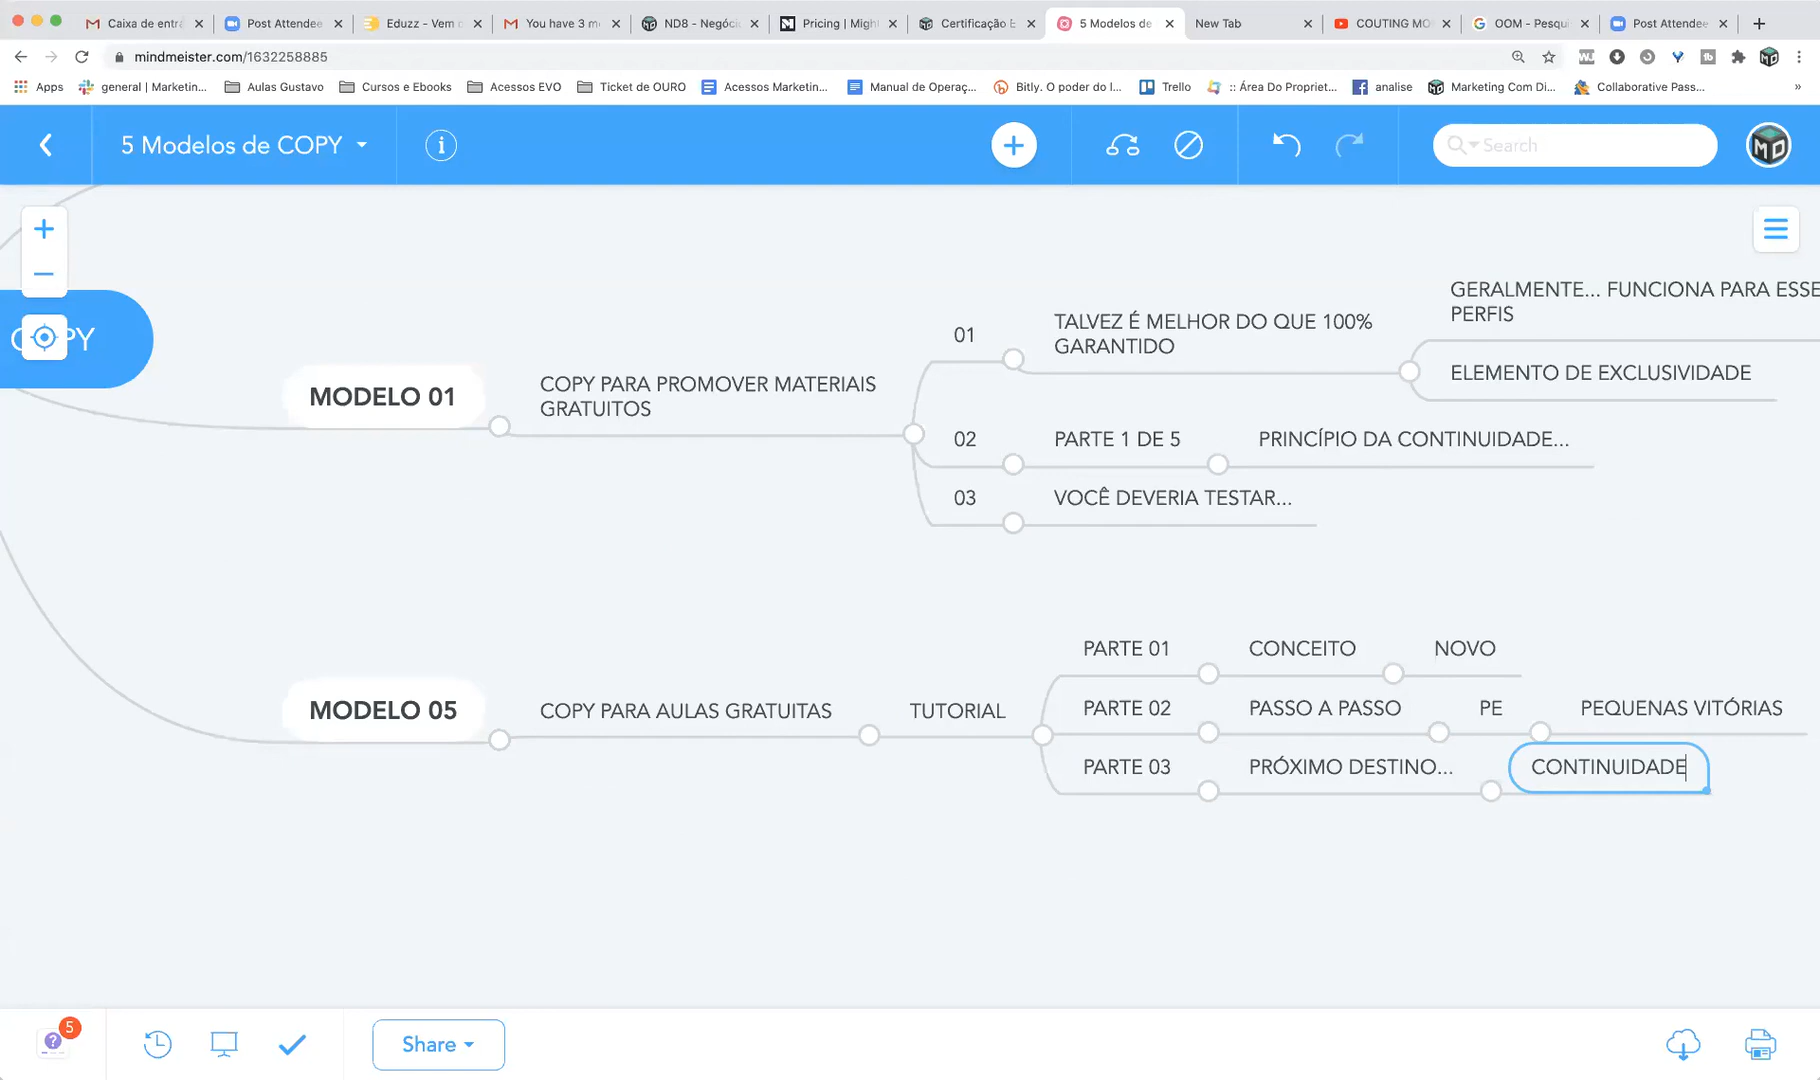 Caixa de entra
Post Attendee
Eduzz - Vem n
You have 3 m
ND8 - Negóci
Pricing | Migh
Certificação E
5 Modelos de
New Tab
COUTING MO
OOM - Pesqu
Post Attendee
mindmeister.com/1632258885
Apps
general | Marketin...
Aulas Gustavo
Cursos e Ebooks
Acessos EVO
Ticket de OURO
Acessos Marketin...
Manual de Operaç...
Bitly. O poder do l...
Trello
:: Área Do Propriet...
analise
Marketing Com Di...
Collaborative Pass...
»
5 Modelos de COPY
Search
MD
COPY
MODELO 01
COPY PARA PROMOVER MATERIAIS
GRATUITOS
01
TALVEZ É MELHOR DO QUE 100%
GARANTIDO
GERALMENTE... FUNCIONA PARA ESSE
PERFIS
ELEMENTO DE EXCLUSIVIDADE
02
PARTE 1 DE 5
PRINCÍPIO DA CONTINUIDADE...
03
VOCÊ DEVERIA TESTAR...
MODELO 05
COPY PARA AULAS GRATUITAS
TUTORIAL
PARTE 01
CONCEITO
NOVO
PARTE 02
PASSO A PASSO
PE
PEQUENAS VITÓRIAS
PARTE 03
PRÓXIMO DESTINO...
CONTINUIDADE
5
Share